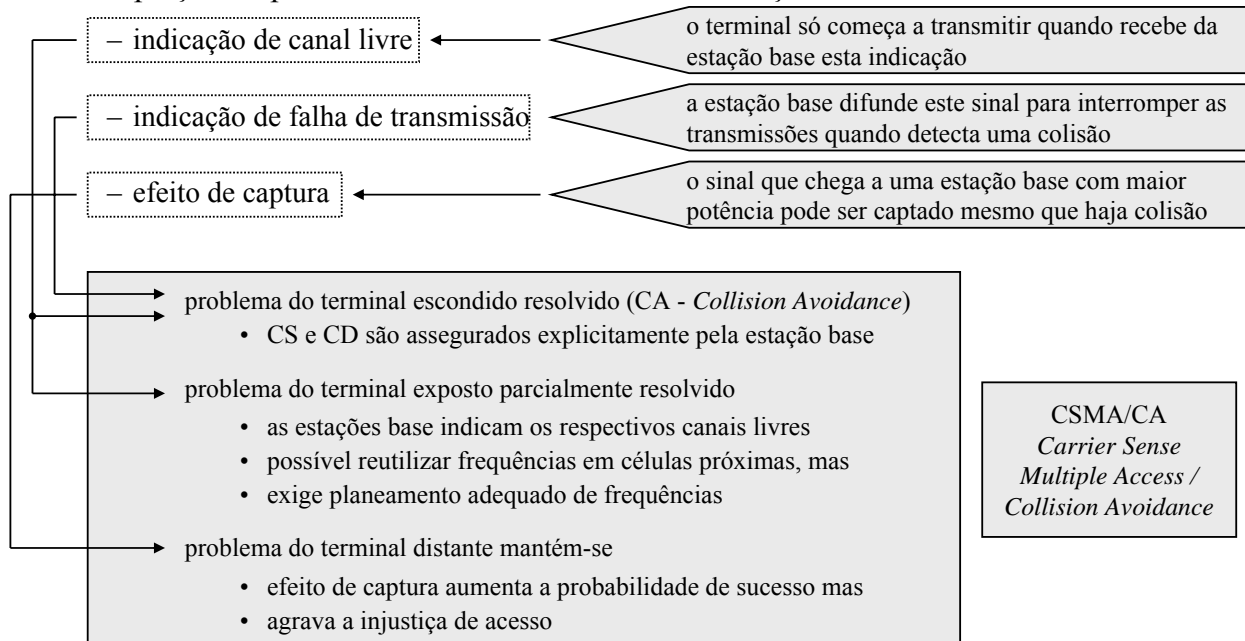 – indicação de canal livre
o terminal só começa a transmitir quando recebe da
estação base esta indicação
– indicação de falha de transmissão
a estação base difunde este sinal para interromper as
transmissões quando detecta uma colisão
– efeito de captura
o sinal que chega a uma estação base com maior
potência pode ser captado mesmo que haja colisão
problema do terminal escondido resolvido (CA - Collision Avoidance)
• CS e CD são assegurados explicitamente pela estação base
problema do terminal exposto parcialmente resolvido
• as estações base indicam os respectivos canais livres
• possível reutilizar frequências em células próximas, mas
• exige planeamento adequado de frequências
problema do terminal distante mantém-se
• efeito de captura aumenta a probabilidade de sucesso mas
• agrava a injustiça de acesso
CSMA/CA
Carrier Sense
Multiple Access /
Collision Avoidance